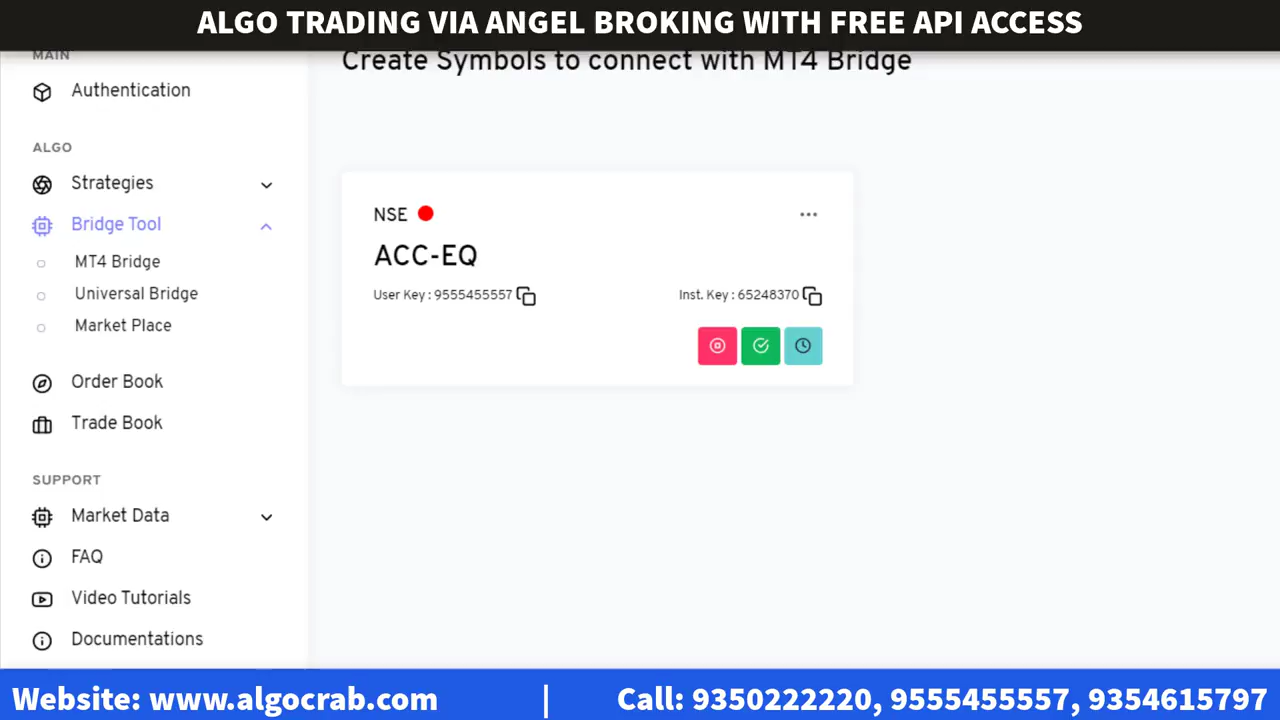 ALGO TRADING VIA ANGEL BROKING WITH FREE API ACCESS
MAIN
Create Symbols to connect with MT4 Bridge
Authentication
ALGO
Strategies
Bridge Tool
MT4 Bridge
Universal Bridge
Market Place
Order Book
Trade Book
SUPPORT
Market Data
FAQ
Video Tutorials
Documentations
NSE
ACC-EQ
User Key : 9555455557 Inst. Key : 65248370
Website: www.algocrab.com | Call: 9350222220, 9555455557, 9354615797